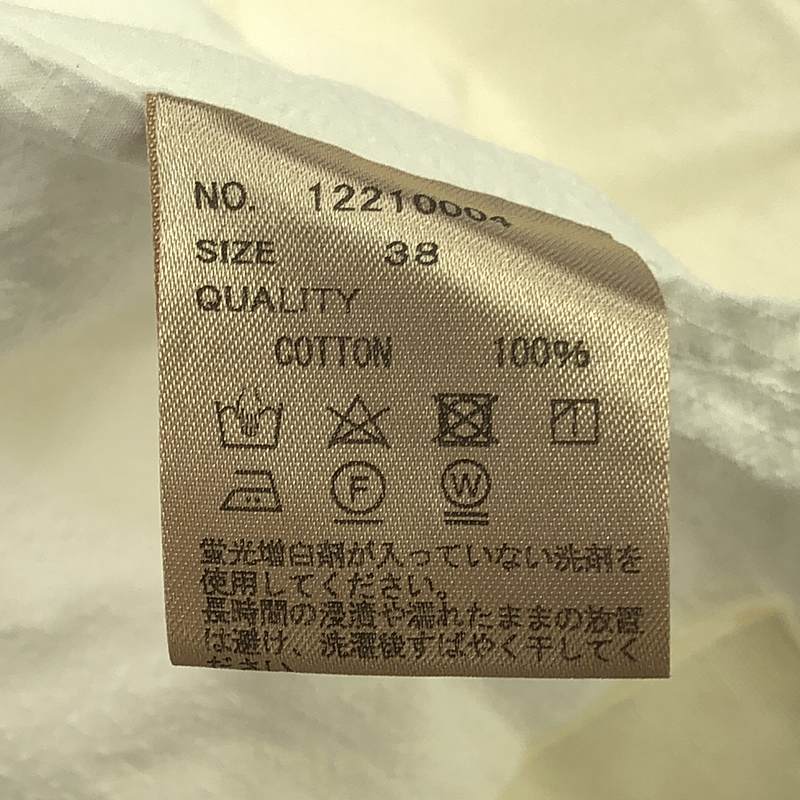 NO. 12210004
SIZE 38
QUALITY
COTTON 100%
F
W
蛍光増白剤が入っていない洗剤を
使用してください。
長時間の浸漬や濡れたままの放置
は避け、洗濯後すばやく干してく
ださい